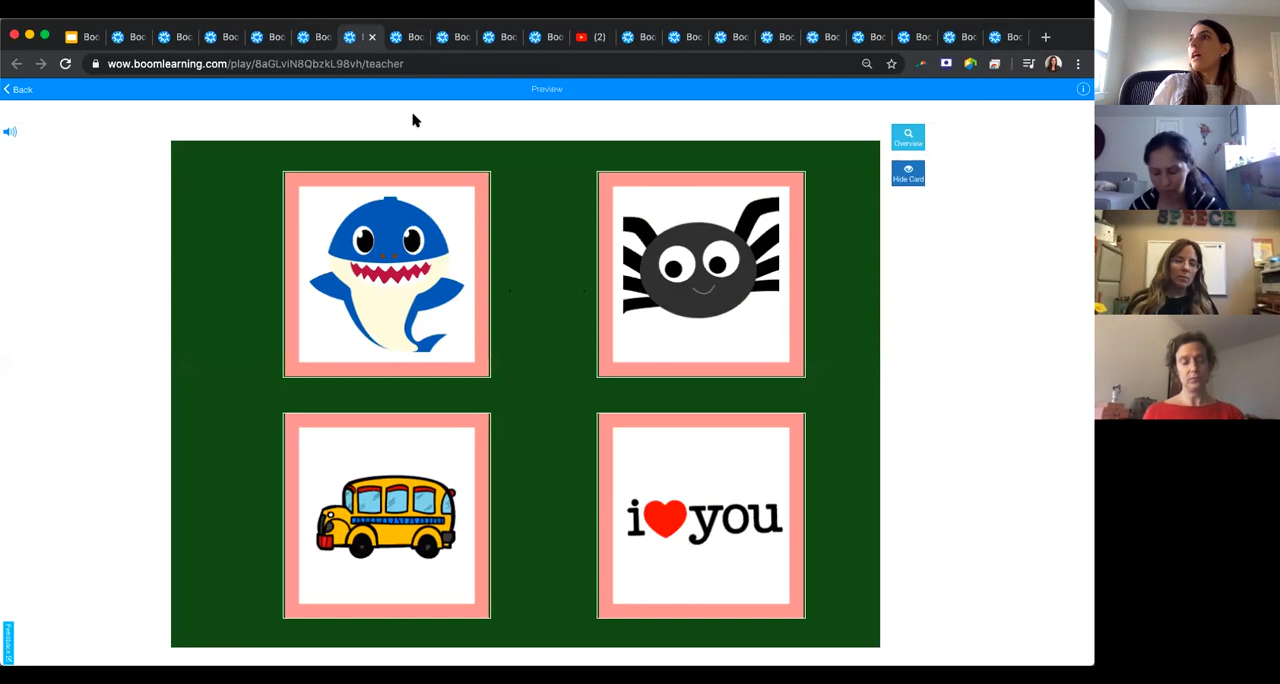 Boo Boo Boo Boo Boo Boo Boo Boo Boo Boo (2) Boo Boo Boo Boo Boo Boo Boo Boo Boo
wow.boomlearning.com/play/8aGLviN8QbzkL98vh/teacher
Back
Preview
Overview
Hide Card
SPEECH
i you
Feedback